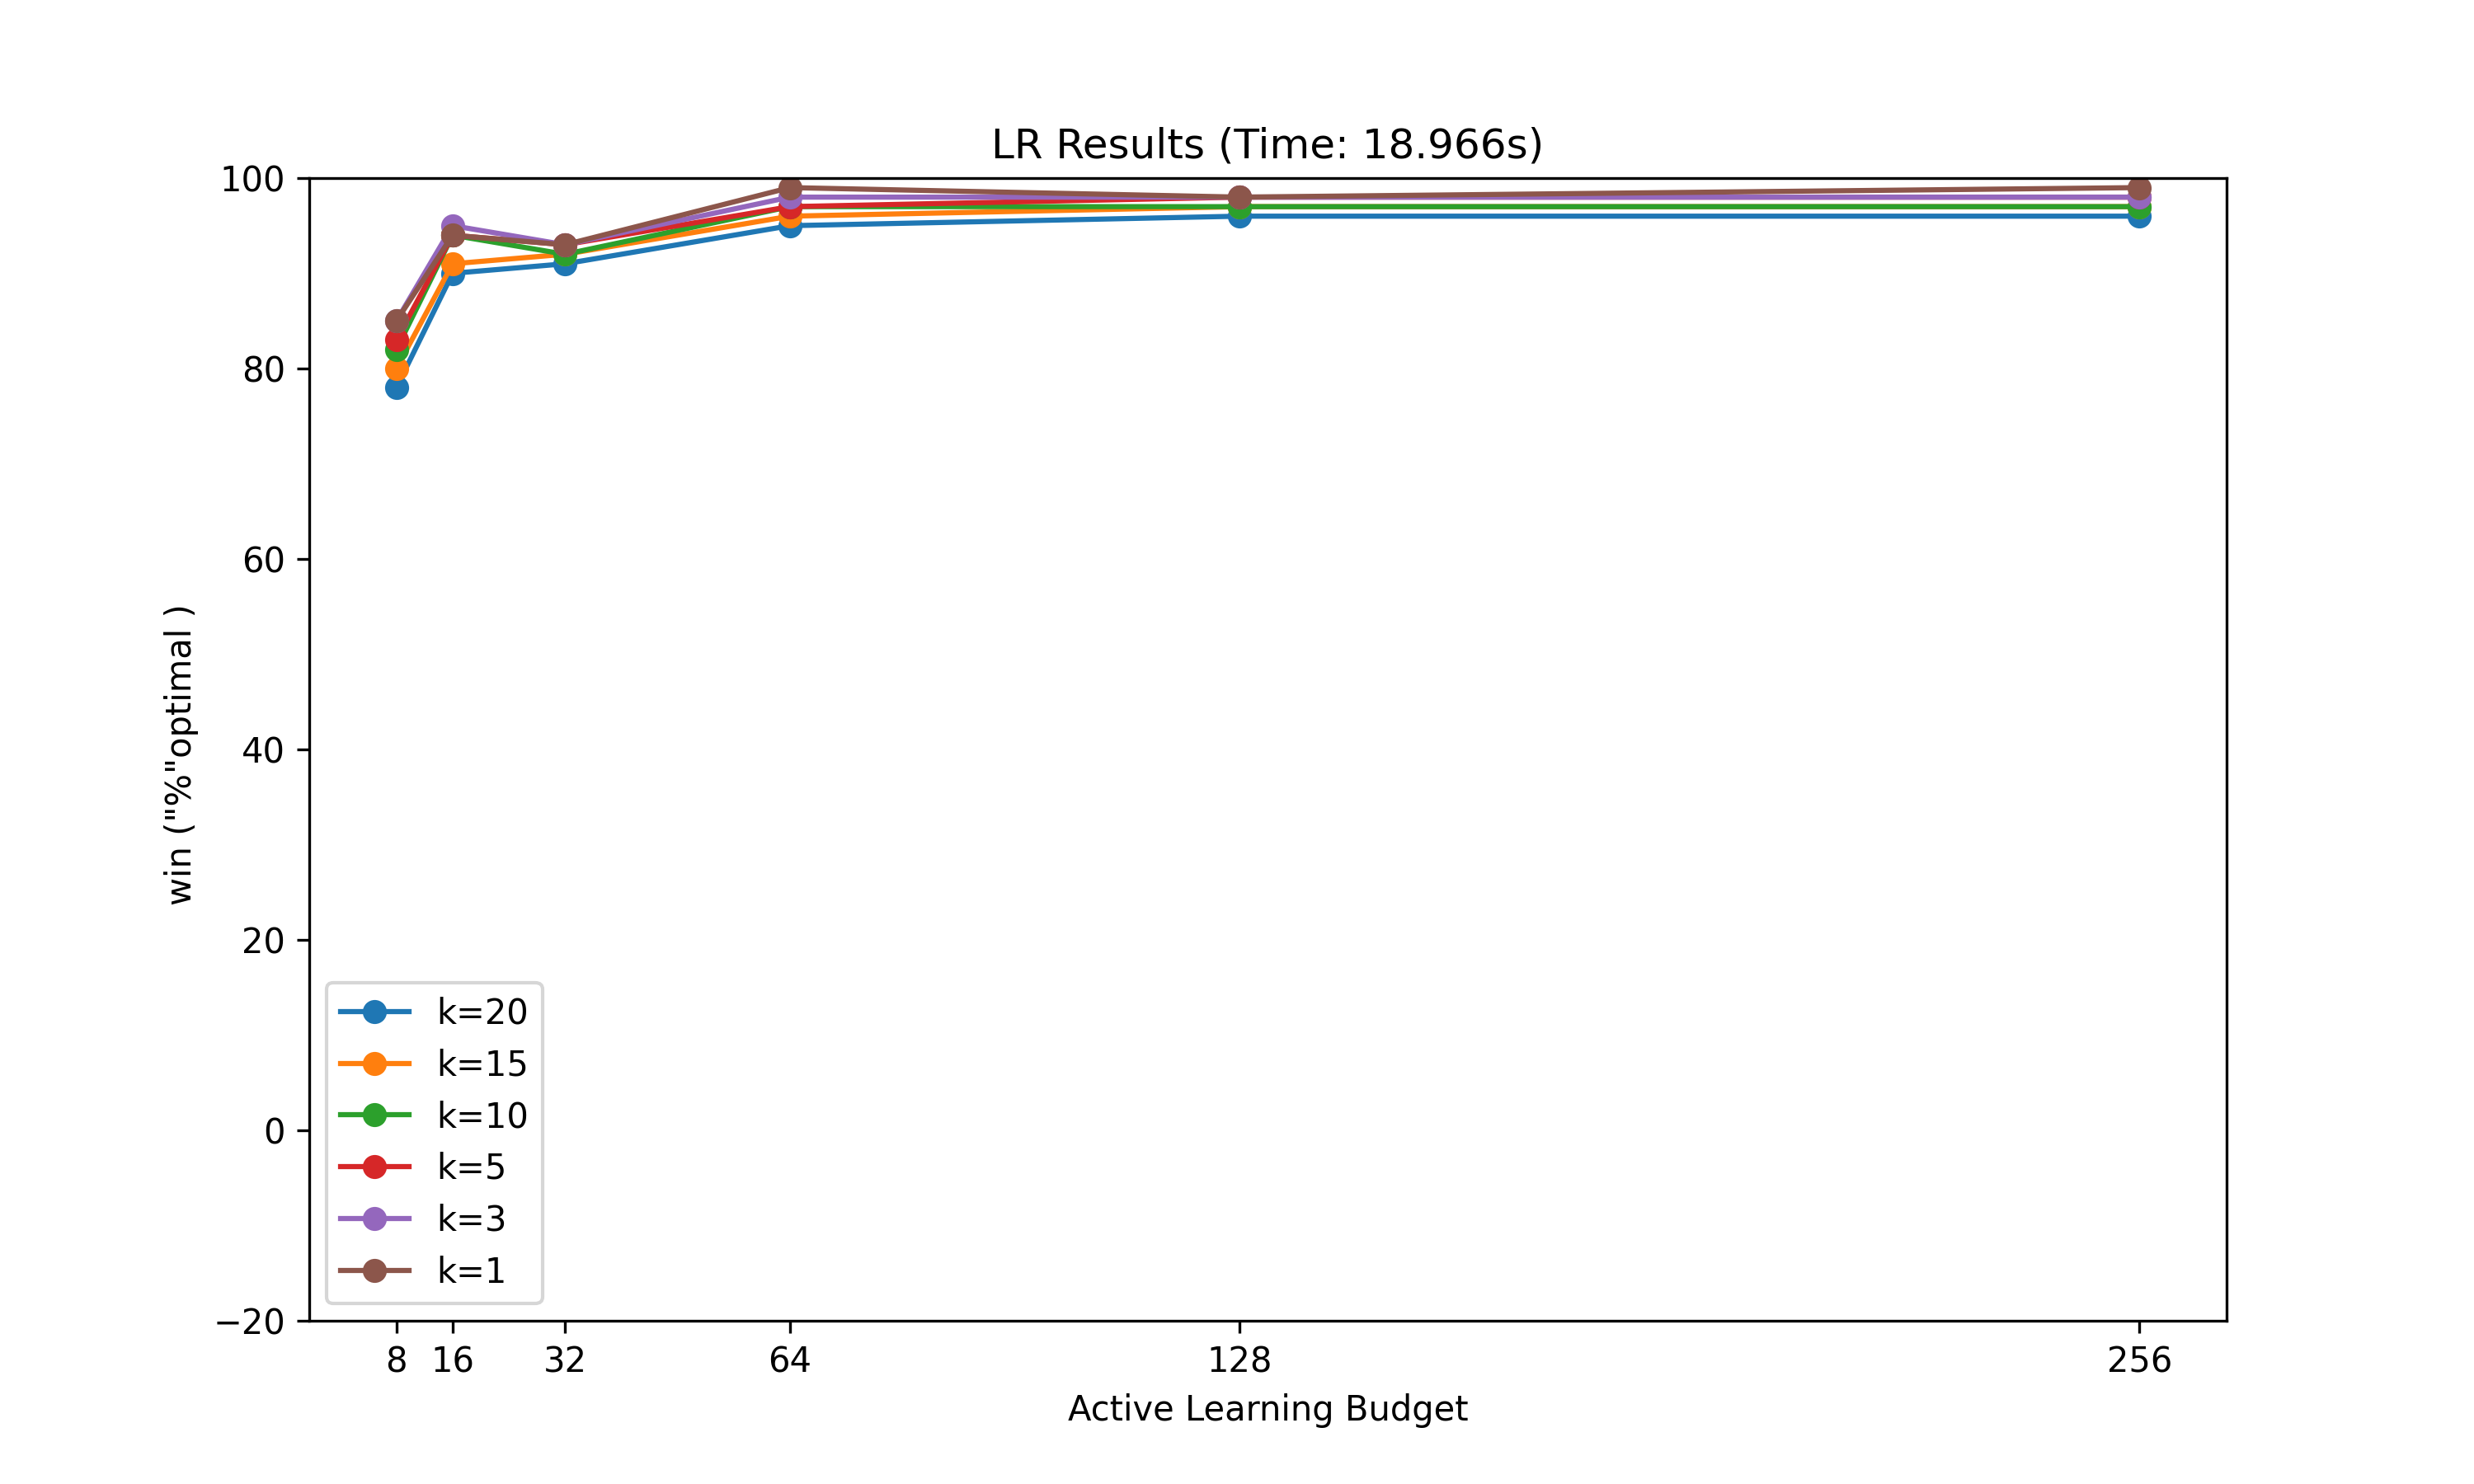 LR Results (Time: 18.966s)
100
80
60
40
20
0
−20
win ("%"optimal )
k=20
k=15
k=10
k=5
k=3
k=1
8 16 32 64 128 256
Active Learning Budget